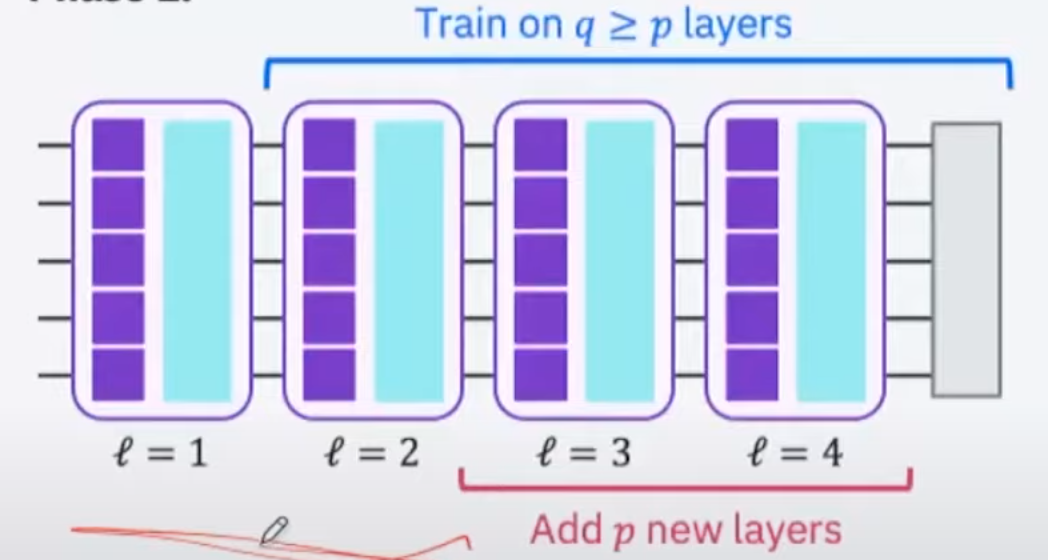 Train on q ≥ p layers
ℓ = 1
ℓ = 2
ℓ = 3
ℓ = 4
Add p new layers